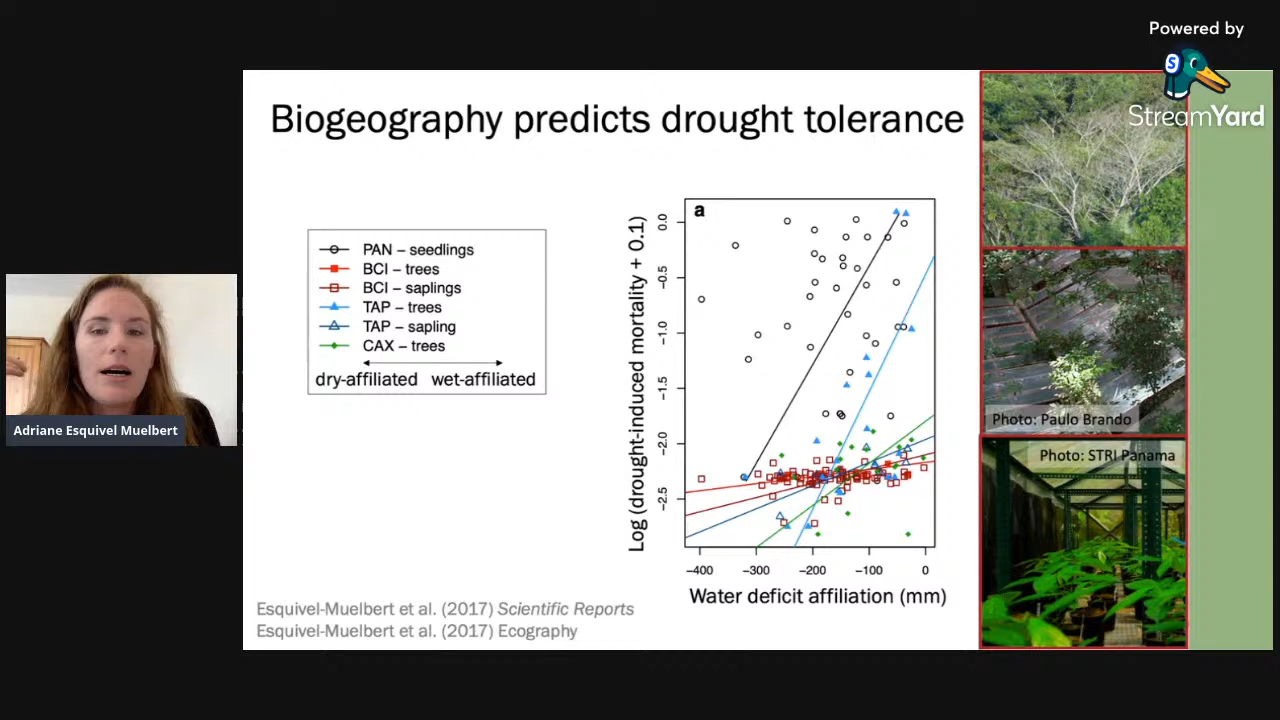 Powered by
StreamYard
Biogeography predicts drought tolerance
PAN – seedlings
BCI – trees
BCI – saplings
TAP – trees
TAP – sapling
CAX – trees
dry-affiliated wet-affiliated
a
Log (drought-induced mortality + 0.1)
0.0
−0.5
−1.0
−1.5
−2.0
−2.5
−400 −300 −200 −100 0
Water deficit affiliation (mm)
Photo: Paulo Brando
Photo: STRI Panama
Adriane Esquivel Muelbert
Esquivel-Muelbert et al. (2017) Scientific Reports
Esquivel-Muelbert et al. (2017) Ecography